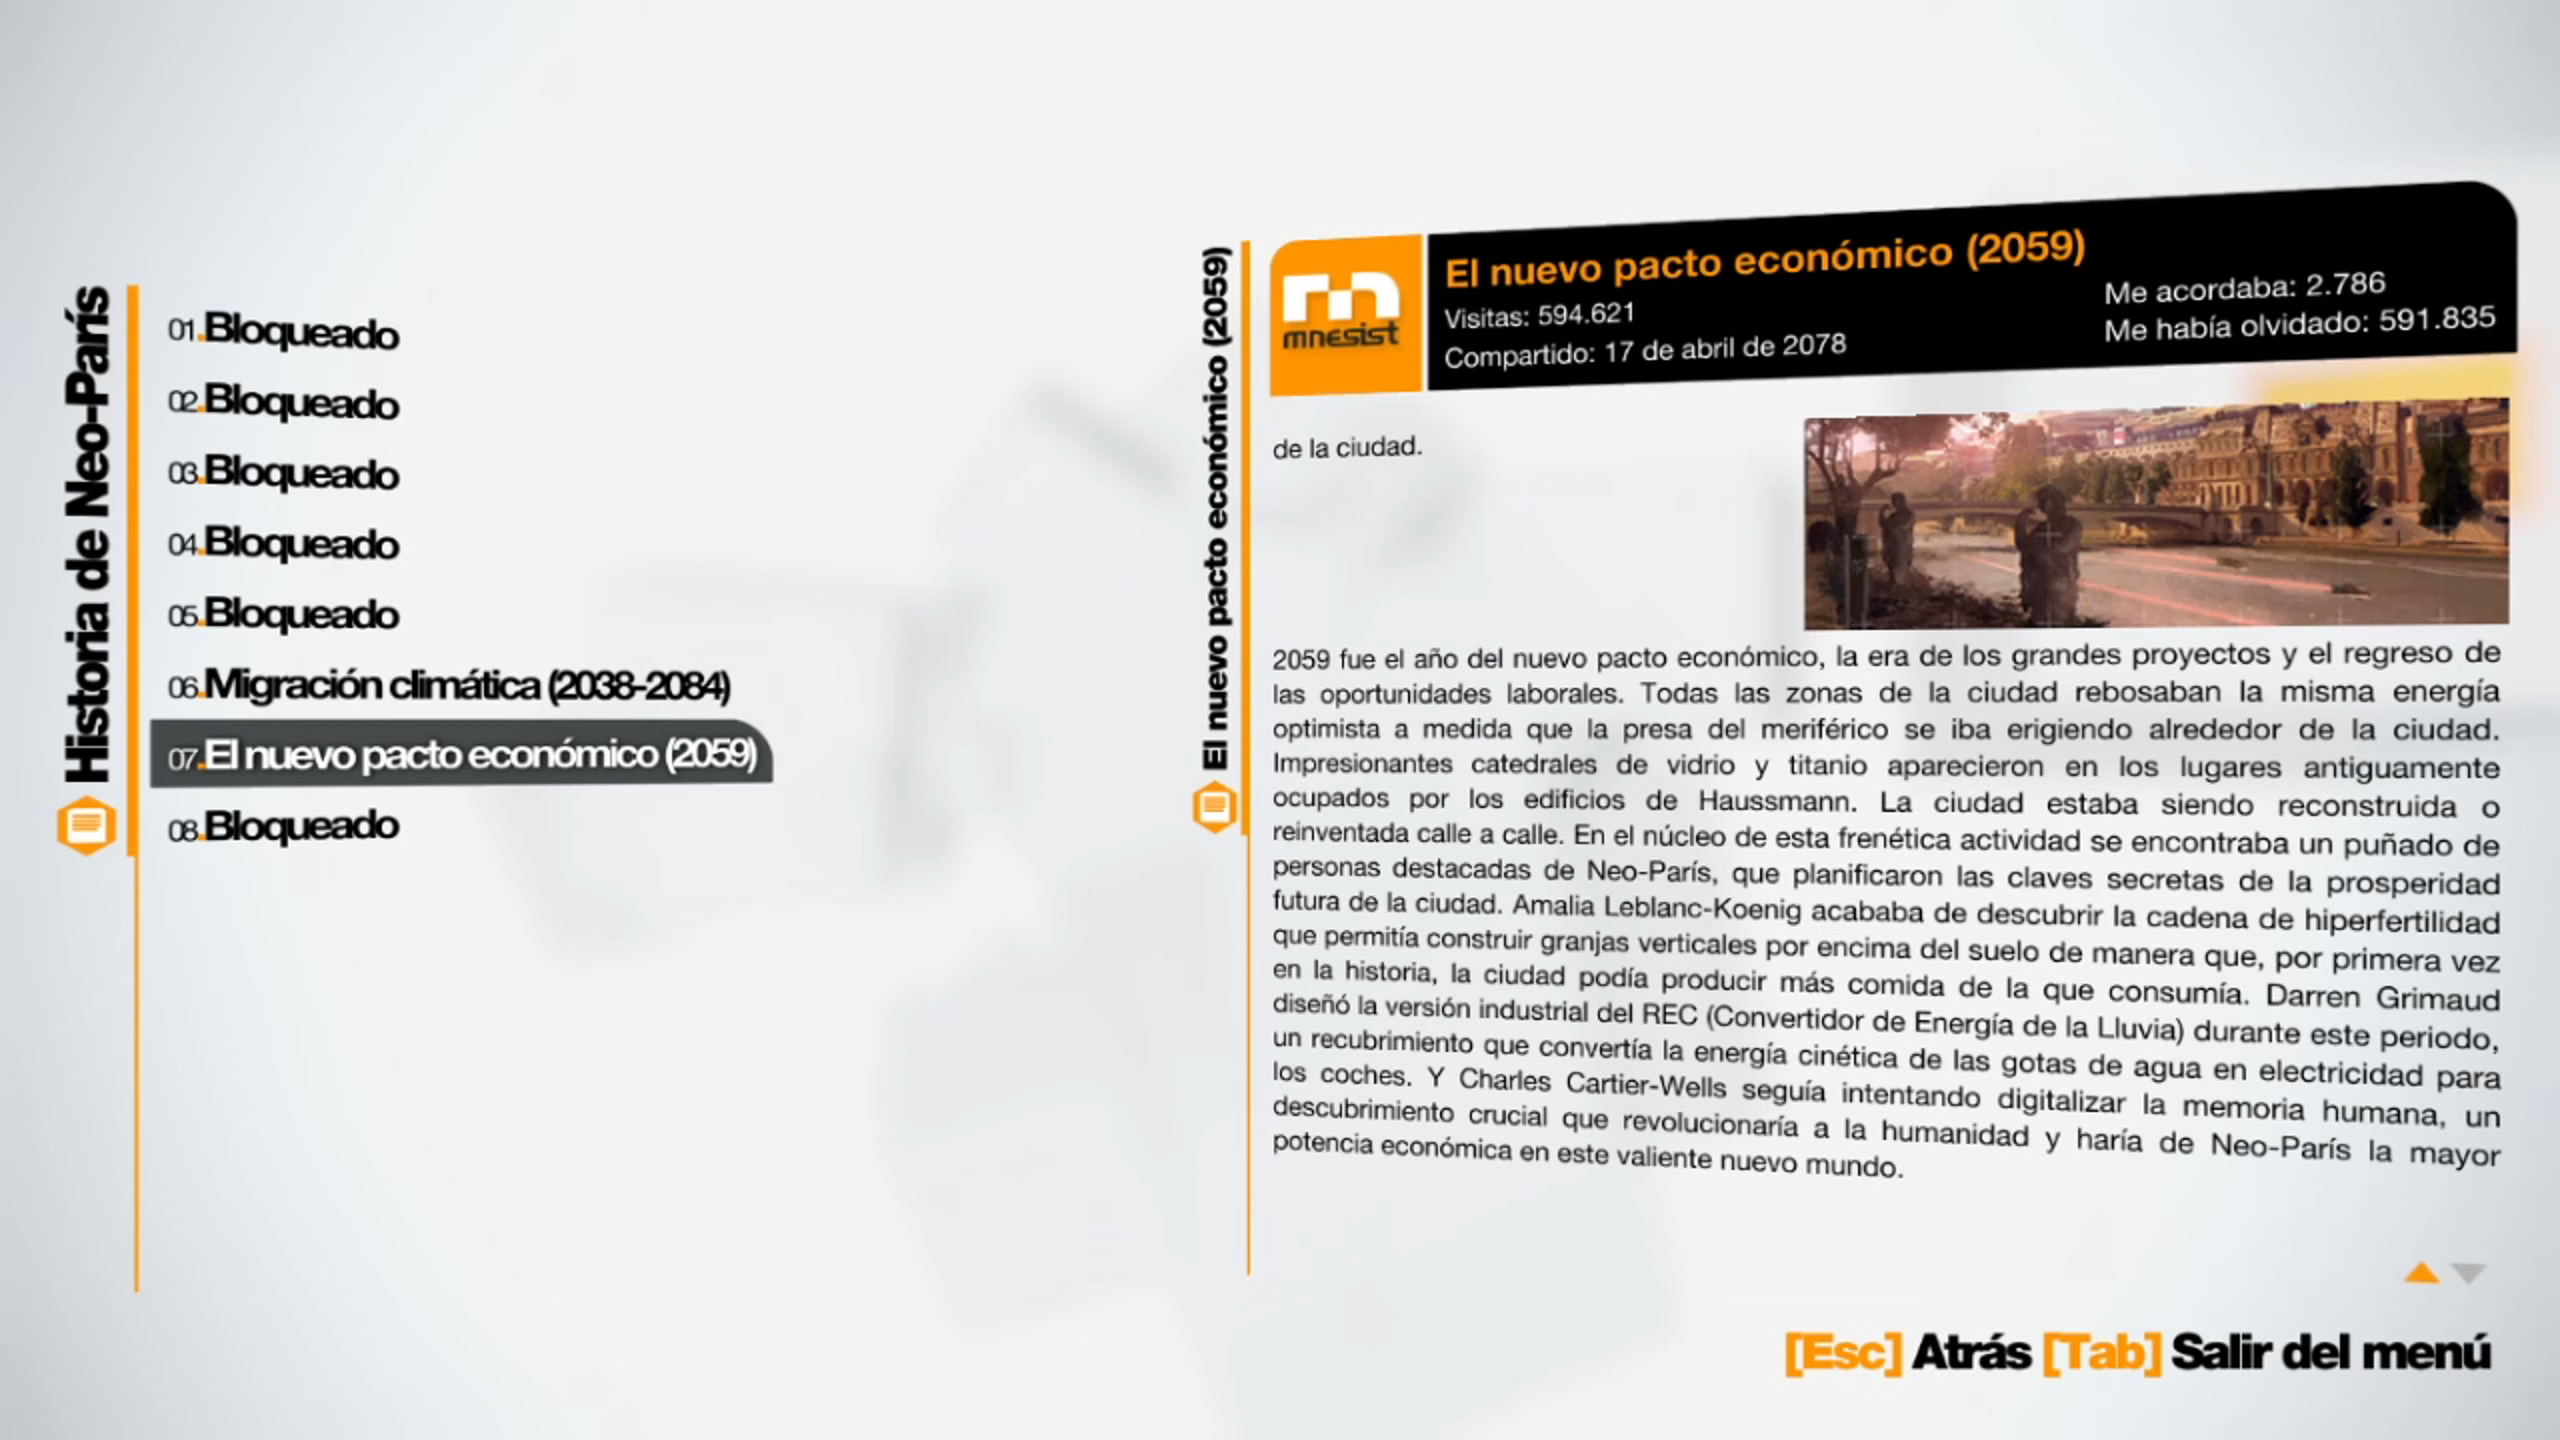 Historia de Neo-París
01.Bloqueado
02.Bloqueado
03.Bloqueado
04.Bloqueado
05.Bloqueado
06.Migración climática (2038-2084)
07.El nuevo pacto económico (2059)
08.Bloqueado
El nuevo pacto económico (2059)
mnesist
El nuevo pacto económico (2059)
Visitas: 594.621
Compartido: 17 de abril de 2078
Me acordaba: 2.786
Me había olvidado: 591.835
de la ciudad.
2059 fue el año del nuevo pacto económico, la era de los grandes proyectos y el regreso de
las oportunidades laborales. Todas las zonas de la ciudad rebosaban la misma energía
optimista a medida que la presa del meriférico se iba erigiendo alrededor de la ciudad.
Impresionantes catedrales de vidrio y titanio aparecieron en los lugares antiguamente
ocupados por los edificios de Haussmann. La ciudad estaba siendo reconstruida o
reinventada calle a calle. En el núcleo de esta frenética actividad se encontraba un puñado de
personas destacadas de Neo-París, que planificaron las claves secretas de la prosperidad
futura de la ciudad. Amalia Leblanc-Koenig acababa de descubrir la cadena de hiperfertilidad
que permitía construir granjas verticales por encima del suelo de manera que, por primera vez
en la historia, la ciudad podía producir más comida de la que consumía. Darren Grimaud
diseñó la versión industrial del REC (Convertidor de Energía de la Lluvia) durante este periodo,
un recubrimiento que convertía la energía cinética de las gotas de agua en electricidad para
los coches. Y Charles Cartier-Wells seguía intentando digitalizar la memoria humana, un
descubrimiento crucial que revolucionaría a la humanidad y haría de Neo-París la mayor
potencia económica en este valiente nuevo mundo.
[Esc] Atrás [Tab] Salir del menú